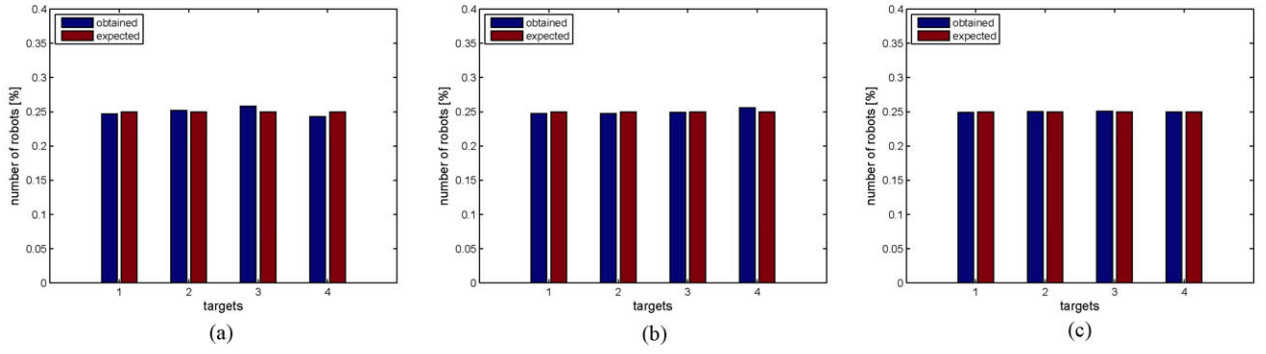 0.4
0.35
0.3
0.25
0.2
0.15
0.1
0.05
0
number of robots [%]
obtained
expected
1 2 3 4
targets
(a)
0.4
0.35
0.3
0.25
0.2
0.15
0.1
0.05
0
number of robots [%]
obtained
expected
1 2 3 4
targets
(b)
0.4
0.35
0.3
0.25
0.2
0.15
0.1
0.05
0
number of robots [%]
obtained
expected
1 2 3 4
targets
(c)